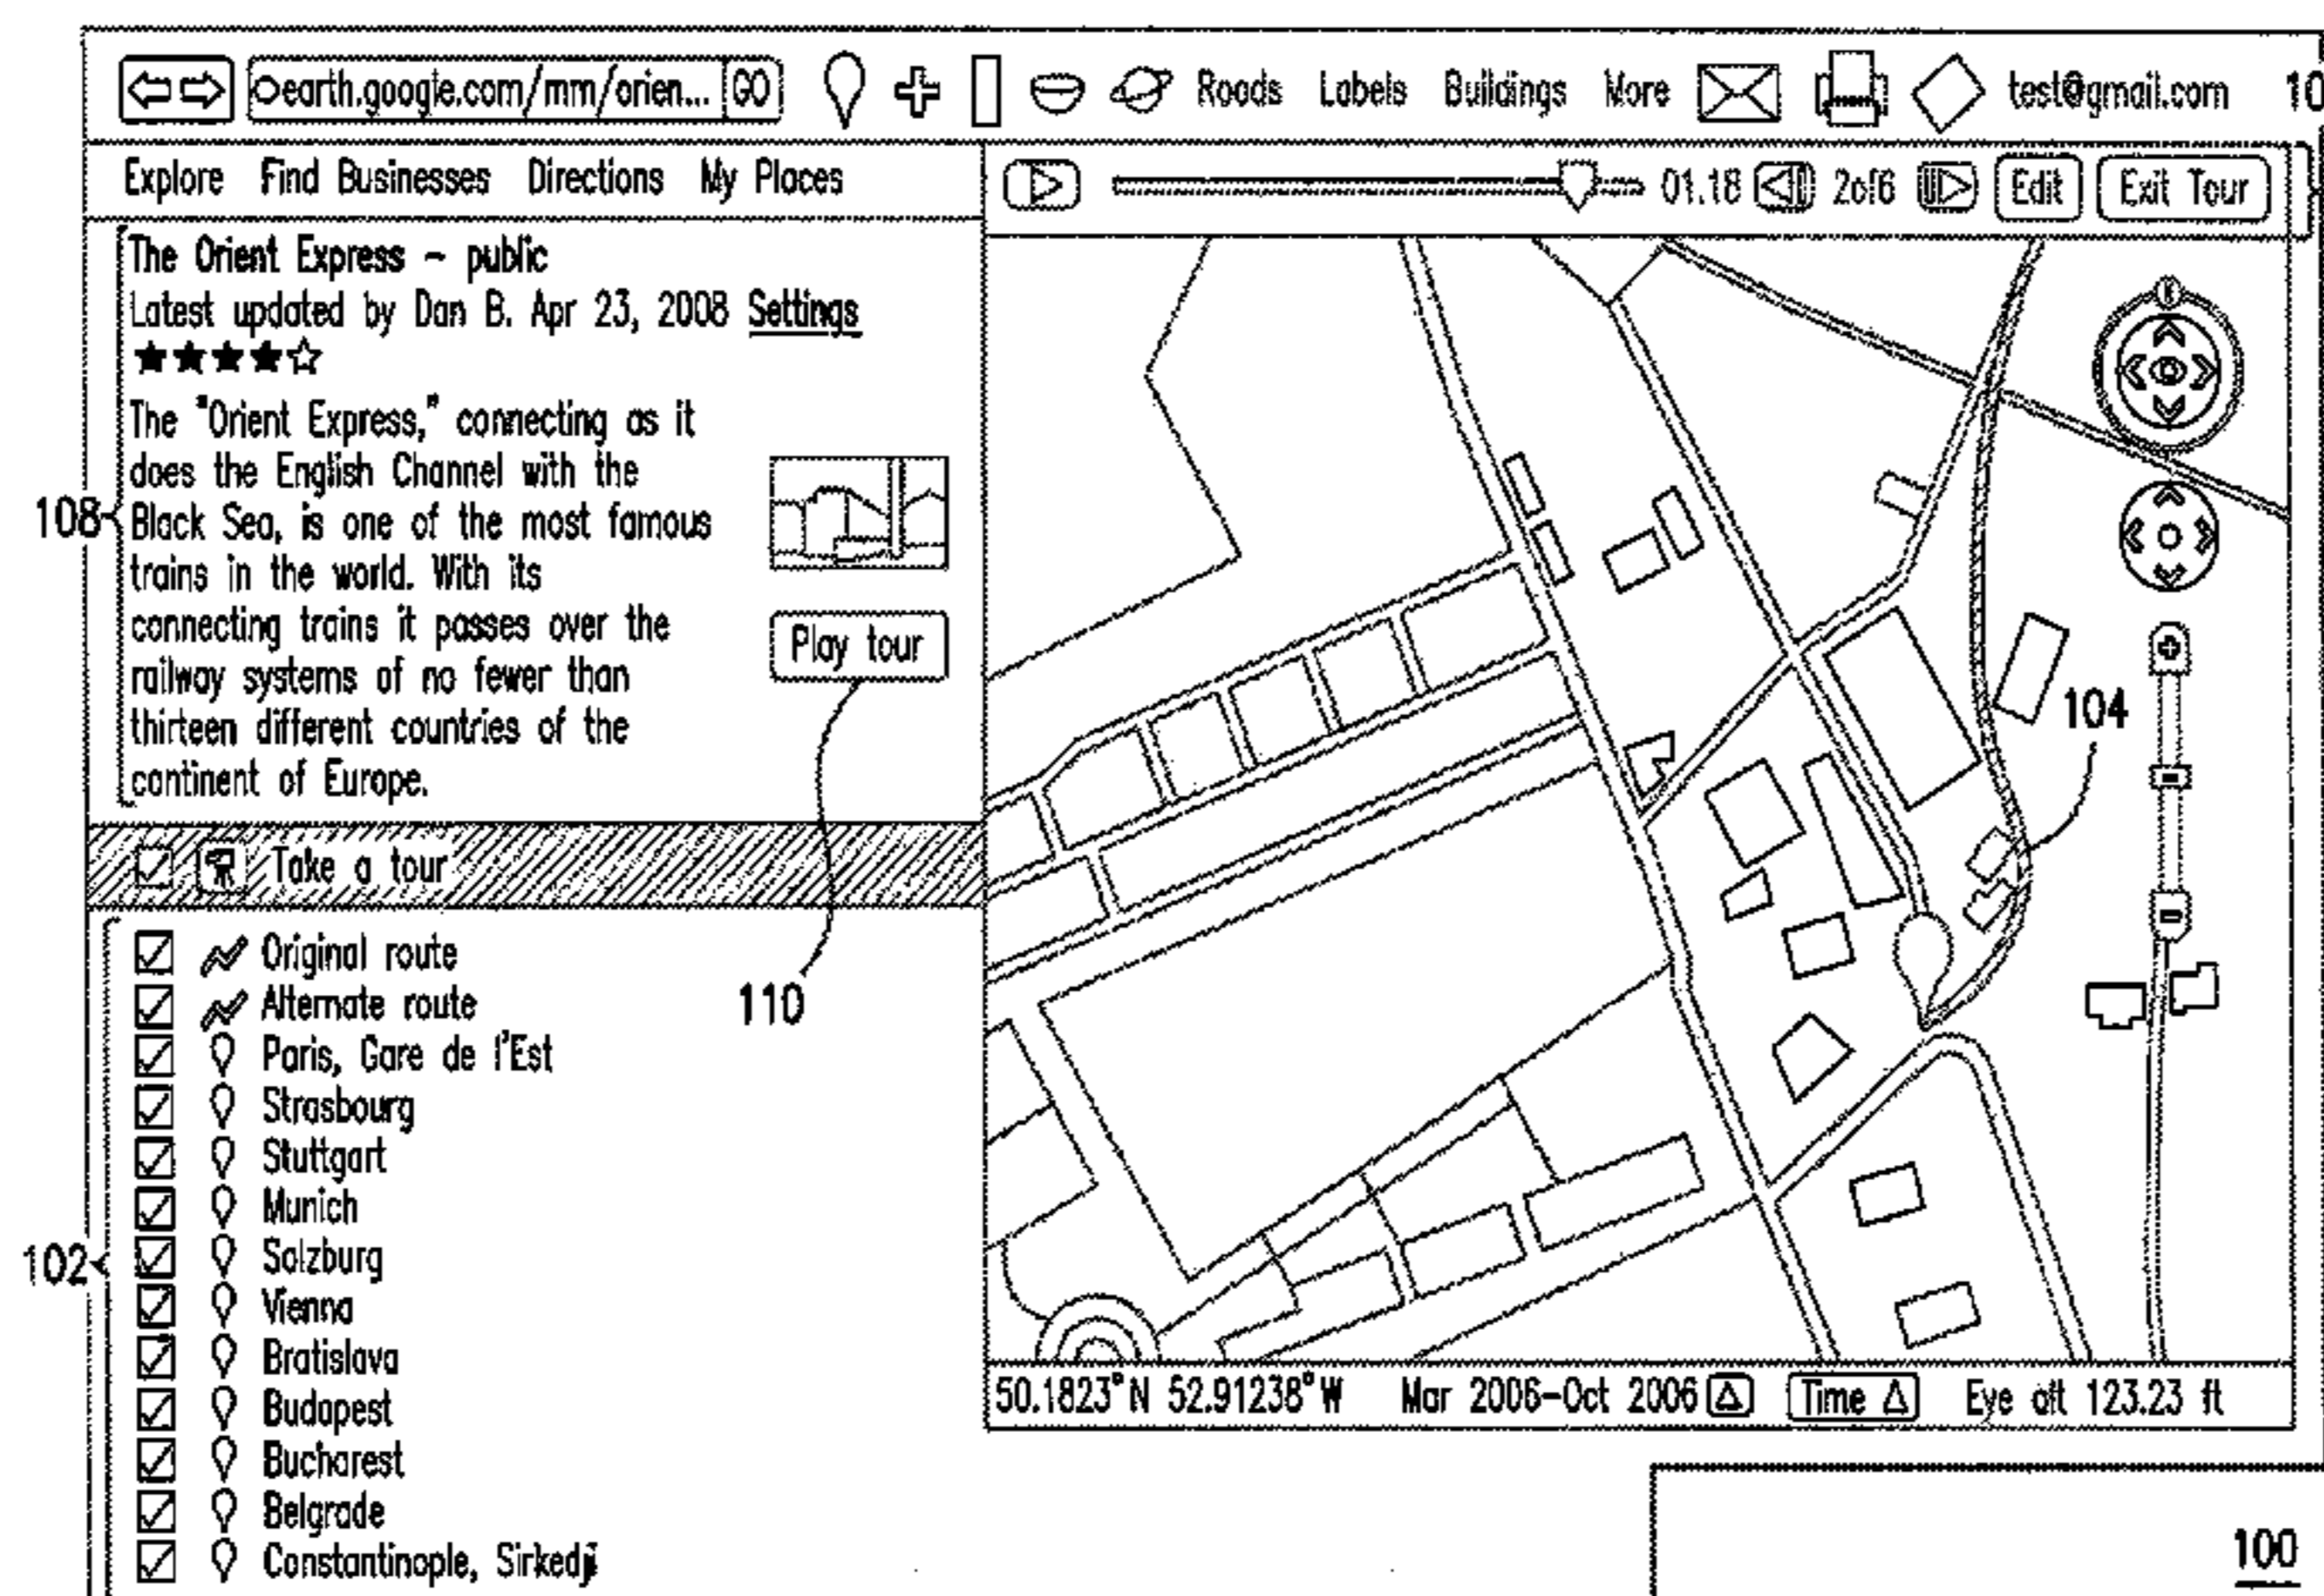 earth.google.com/mm/orien... GO Roads Labels Buildings More test@gmail.com 10
Explore Find Businesses Directions My Places
01.18 2of6 Edit Exit Tour
The Orient Express - public
Latest updated by Dan B. Apr 23, 2008 Settings
The "Orient Express," connecting as it
does the English Channel with the
Black Sea, is one of the most famous
trains in the world. With its
connecting trains it passes over the
railway systems of no fewer than
thirteen different countries of the
continent of Europe.
108
Play tour
110
Take a tour
Original route
Alternate route
Paris, Gare de l'Est
Strasbourg
Stuttgart
Munich
Salzburg
Vienna
Bratislava
Budapest
Bucharest
Belgrade
Constantinople, Sirkedji
102
104
50.1823°N 52.91238°W Mar 2006-Oct 2006 Time Eye alt 123.23 ft
100